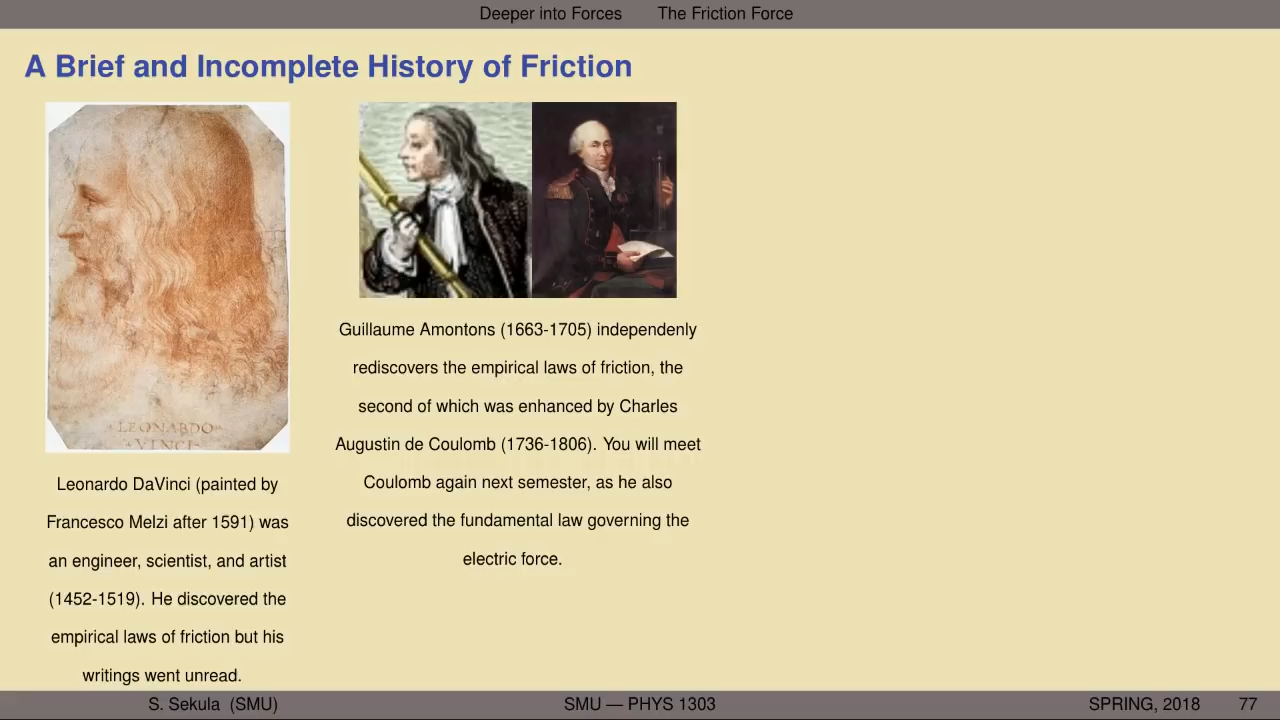 Deeper into Forces The Friction Force
A Brief and Incomplete History of Friction
LEONARDO
VINCI
Leonardo DaVinci (painted by
Francesco Melzi after 1591) was
an engineer, scientist, and artist
(1452-1519). He discovered the
empirical laws of friction but his
writings went unread.
Guillaume Amontons (1663-1705) independenly
rediscovers the empirical laws of friction, the
second of which was enhanced by Charles
Augustin de Coulomb (1736-1806). You will meet
Coulomb again next semester, as he also
discovered the fundamental law governing the
electric force.
S. Sekula (SMU) SMU — PHYS 1303 SPRING, 2018 77